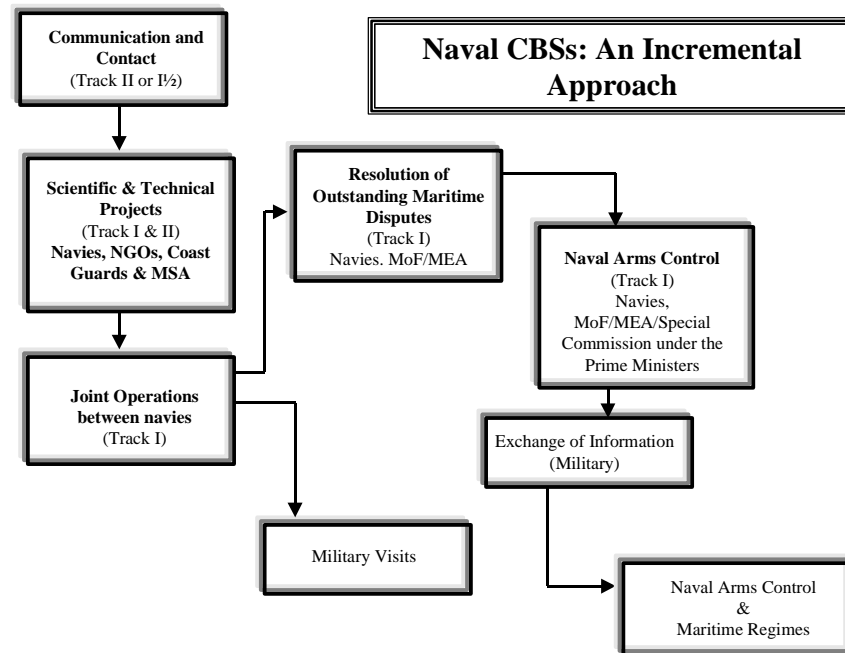 Communication and
Contact
(Track II or I½)
Naval CBSs: An Incremental
Approach
Scientific & Technical
Projects
(Track I & II)
Navies, NGOs, Coast
Guards & MSA
Resolution of
Outstanding Maritime
Disputes
(Track I)
Navies. MoF/MEA
Naval Arms Control
(Track I)
Navies,
MoF/MEA/Special
Commission under the
Prime Ministers
Joint Operations
between navies
(Track I)
Exchange of Information
(Military)
Military Visits
Naval Arms Control
&
Maritime Regimes